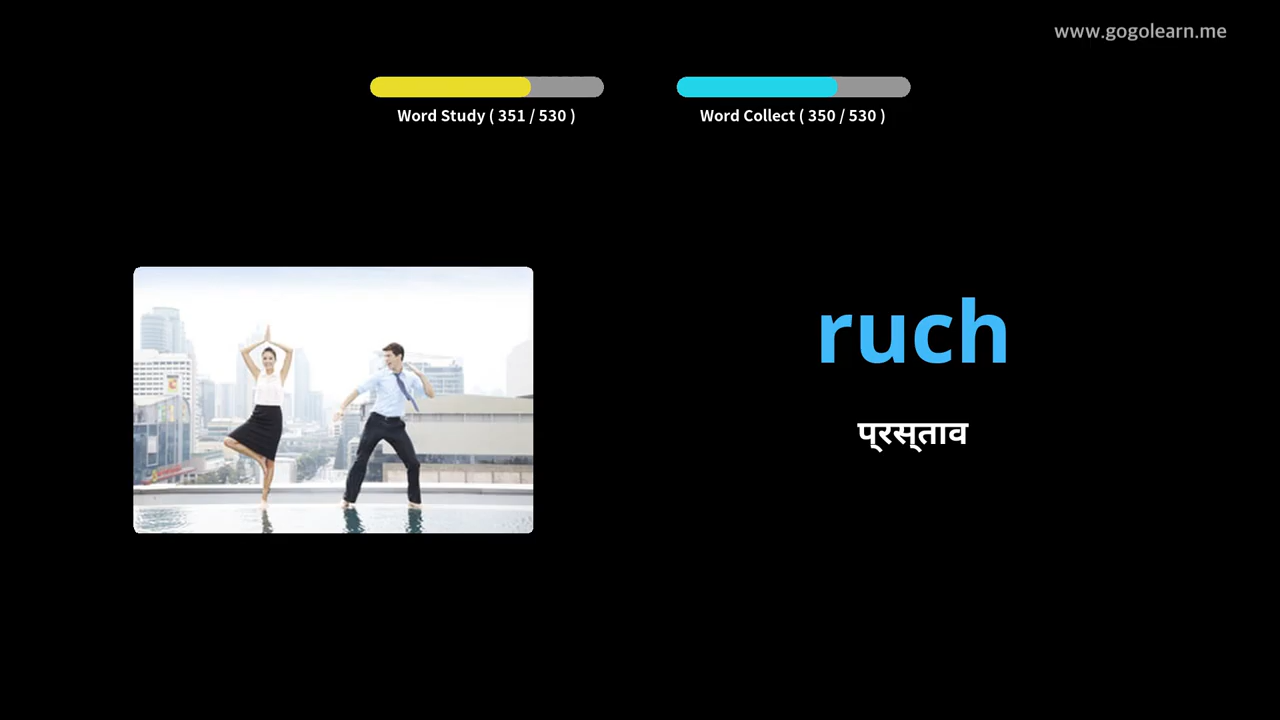 www.gogolearn.me
Word Study ( 351 / 530 )
Word Collect ( 350 / 530 )
ruch
प्रस्ताव